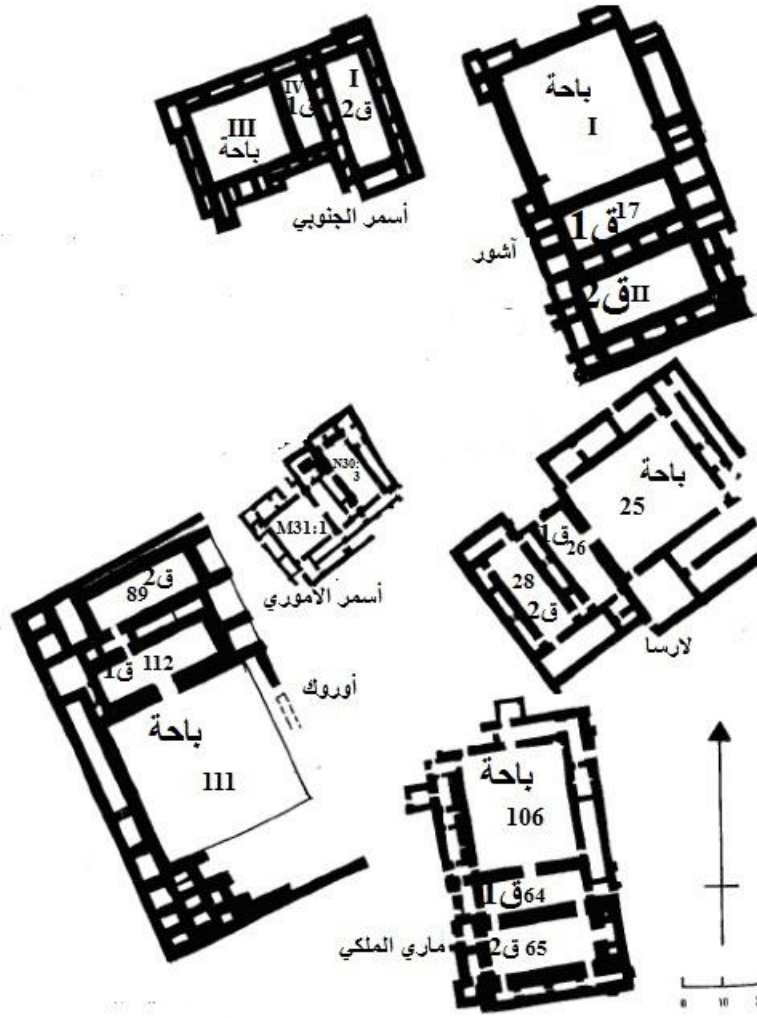 I
ق2
IV
ق1
III
باحة
أسمر الجنوبي
باحة
I
ق1 17
آشور
ق2 II
N30:3
M31:1
أسمر الاموري
باحة
25
ق1 26
28
ق2
لارسا
ق2
89
ق1 112
أوروك
باحة
111
باحة
106
ق1 64
ماري الملكي
ق2 65
0 10